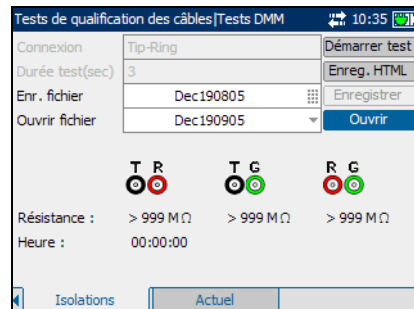 Tests de qualification des câbles|Tests DMM 10:35
Connexion Tip-Ring Démarrer test
Durée test(sec) 3 Enreg. HTML
Enr. fichier Dec190805 Enregistrer
Ouvrir fichier Dec190905 Ouvrir
T R T G R G
Résistance : > 999 MΩ > 999 MΩ > 999 MΩ
Heure : 00:00:00
Isolations Actuel